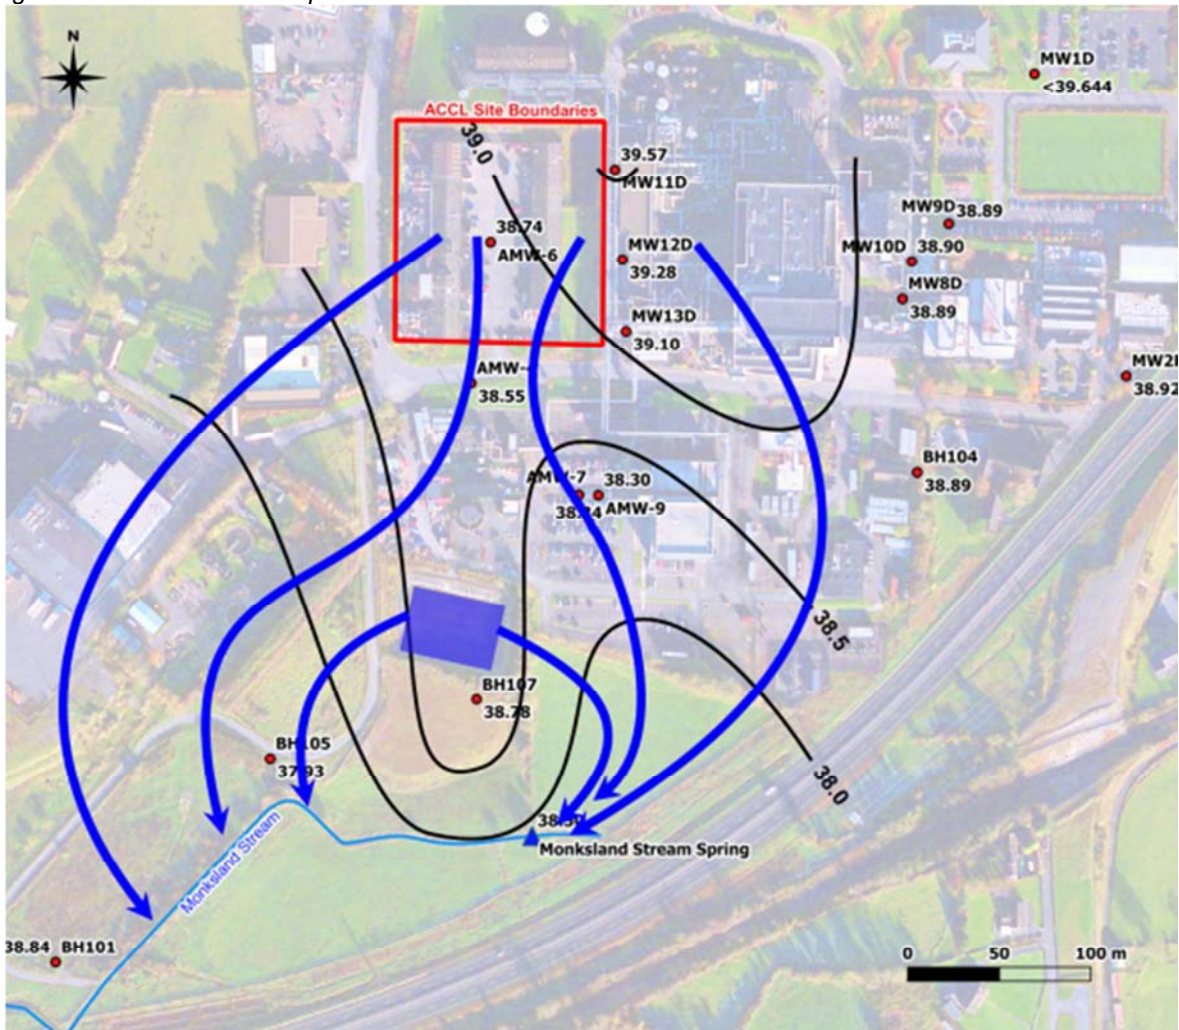 N
MW1D
<39.644
ACCL Site Boundaries
39.0
39.57
MW11D
MW9D 38.89
38.74
AMW-6
MW12D
39.28
MW10D 38.90
MW8D
38.89
MW13D
39.10
AMW-
38.55
38.92
BH104
38.89
AMW-7
38.30
AMW-9
38.5
BH107
38.78
BH105
37.93
38.0
Monksland Stream
Monksland Stream Spring
38.84 BH101
0 50 100 m